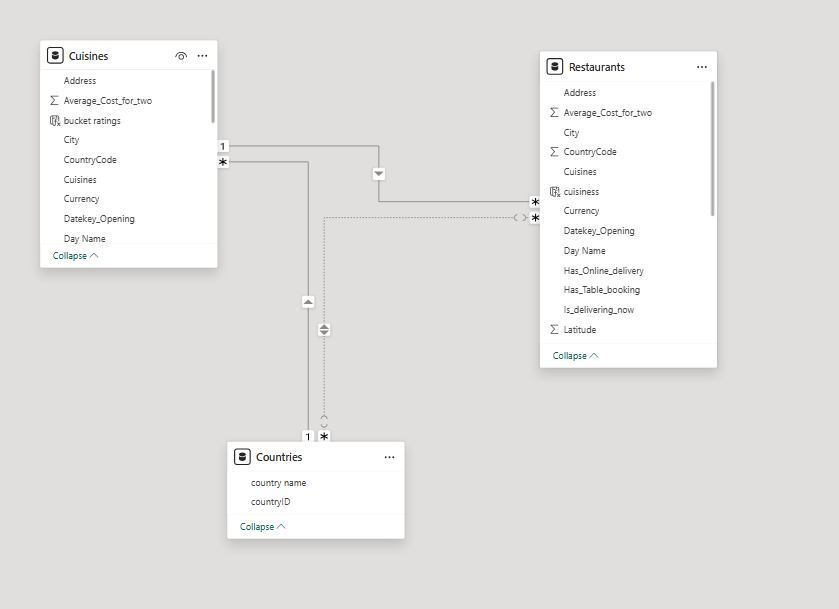 Cuisines
Address
Average_Cost_for_two
bucket ratings
City
CountryCode
Cuisines
Currency
Datekey_Opening
Day Name
Collapse
Restaurants
Address
Average_Cost_for_two
City
CountryCode
Cuisines
cuisiness
Currency
Datekey_Opening
Day Name
Has_Online_delivery
Has_Table_booking
Is_delivering_now
Latitude
Collapse
1
*
*
*
1
*
Countries
country name
countryID
Collapse